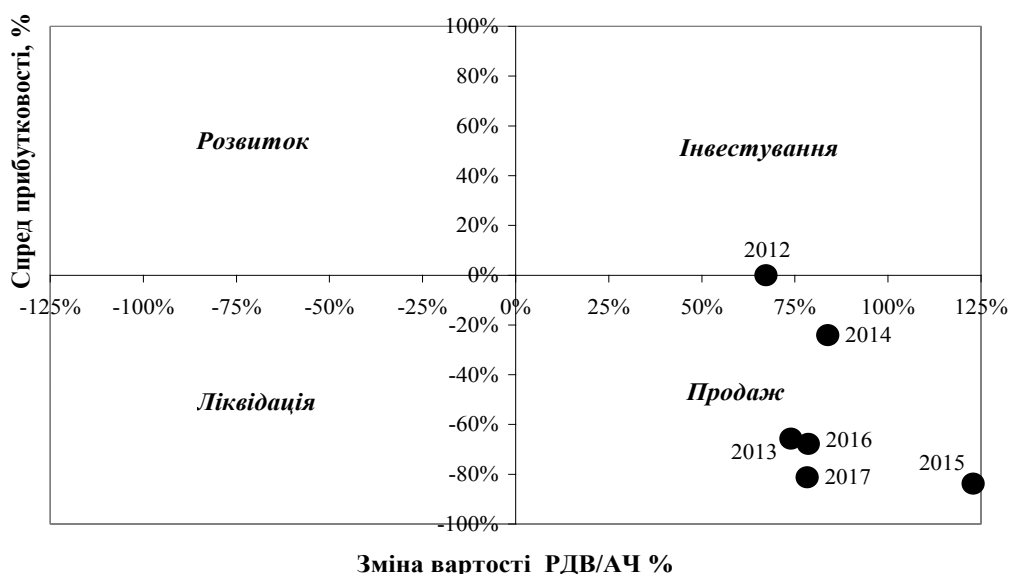 Спред прибутковості, %
100%
80%
60%
40%
20%
0%
-20%
-40%
-60%
-80%
-100%
-125% -100% -75% -50% -25% 0% 25% 50% 75% 100% 125%
Розвиток
Інвестування
Ліквідація
Продаж
2012
2014
2013
2016
2017
2015
Зміна вартості РДВ/АЧ %